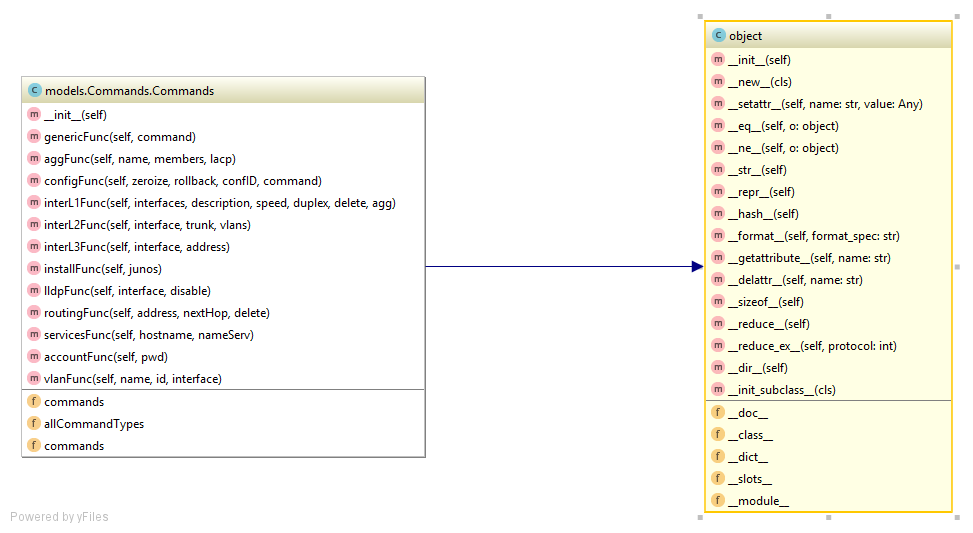 models.Commands.Commands
__init__(self)
genericFunc(self, command)
aggFunc(self, name, members, lacp)
configFunc(self, zeroize, rollback, confID, command)
interL1Func(self, interfaces, description, speed, duplex, delete, agg)
interL2Func(self, interface, trunk, vlans)
interL3Func(self, interface, address)
installFunc(self, junos)
lldpFunc(self, interface, disable)
routingFunc(self, address, nextHop, delete)
servicesFunc(self, hostname, nameServ)
accountFunc(self, pwd)
vlanFunc(self, name, id, interface)
commands
allCommandTypes
commands
object
__init__(self)
__new__(cls)
__setattr__(self, name: str, value: Any)
__eq__(self, o: object)
__ne__(self, o: object)
__str__(self)
__repr__(self)
__hash__(self)
__format__(self, format_spec: str)
__getattribute__(self, name: str)
__delattr__(self, name: str)
__sizeof__(self)
__reduce__(self)
__reduce_ex__(self, protocol: int)
__dir__(self)
__init_subclass__(cls)
__doc__
__class__
__dict__
__slots__
__module__
Powered by yFiles